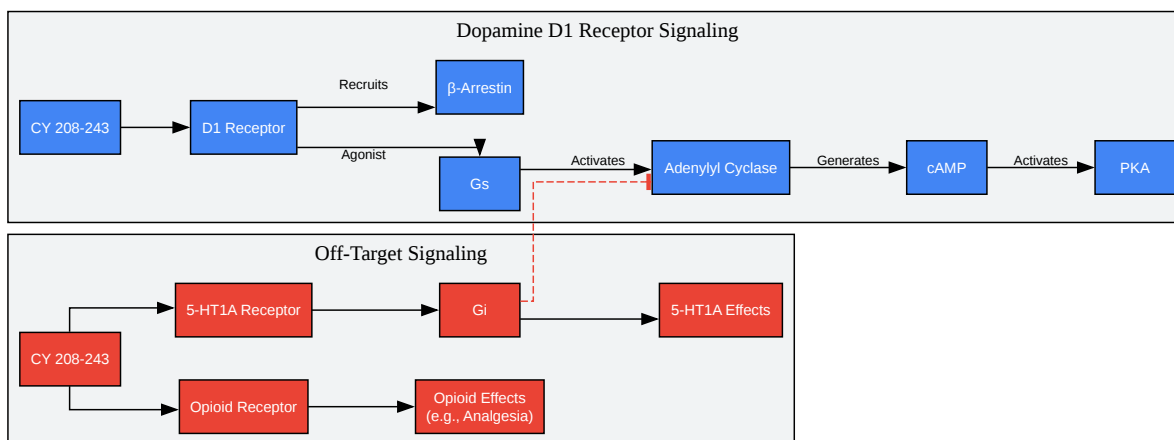 Dopamine D1 Receptor Signaling
Recruits
β-Arrestin
CY 208-243
D1 Receptor
Agonist
Gs
Activates
Adenylyl Cyclase
Generates
cAMP
Activates
PKA
Off-Target Signaling
5-HT1A Receptor
Gi
5-HT1A Effects
CY 208-243
Opioid Receptor
Opioid Effects
(e.g., Analgesia)